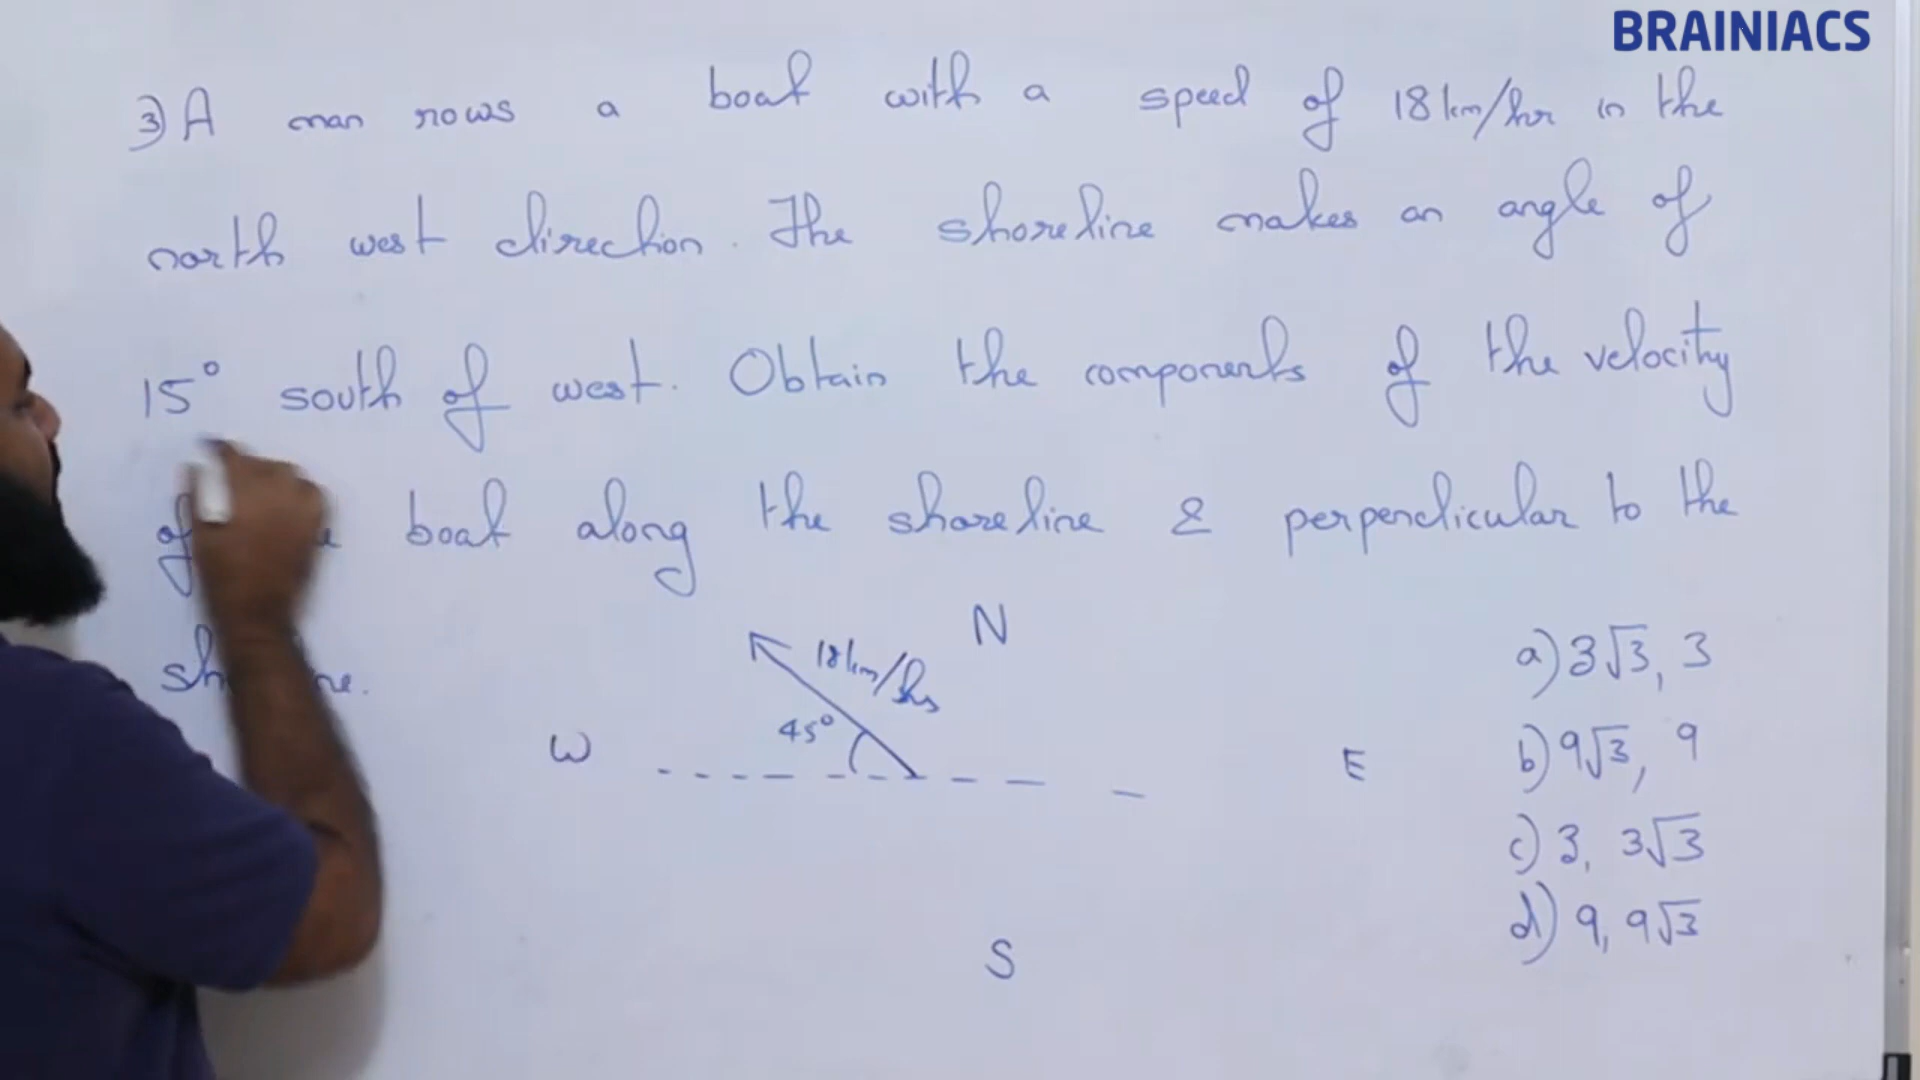 BRAINIACS
3) A man rows a boat with a speed of 18 km/hr in the
north west direction. The shoreline makes an angle of
15° south of west. Obtain the components of the velocity
of boat along the shoreline & perpendicular to the
N
18km/hr
45°
W
E
S
a) 3√3, 3
b) 9√3, 9
c) 3, 3√3
d) 9, 9√3